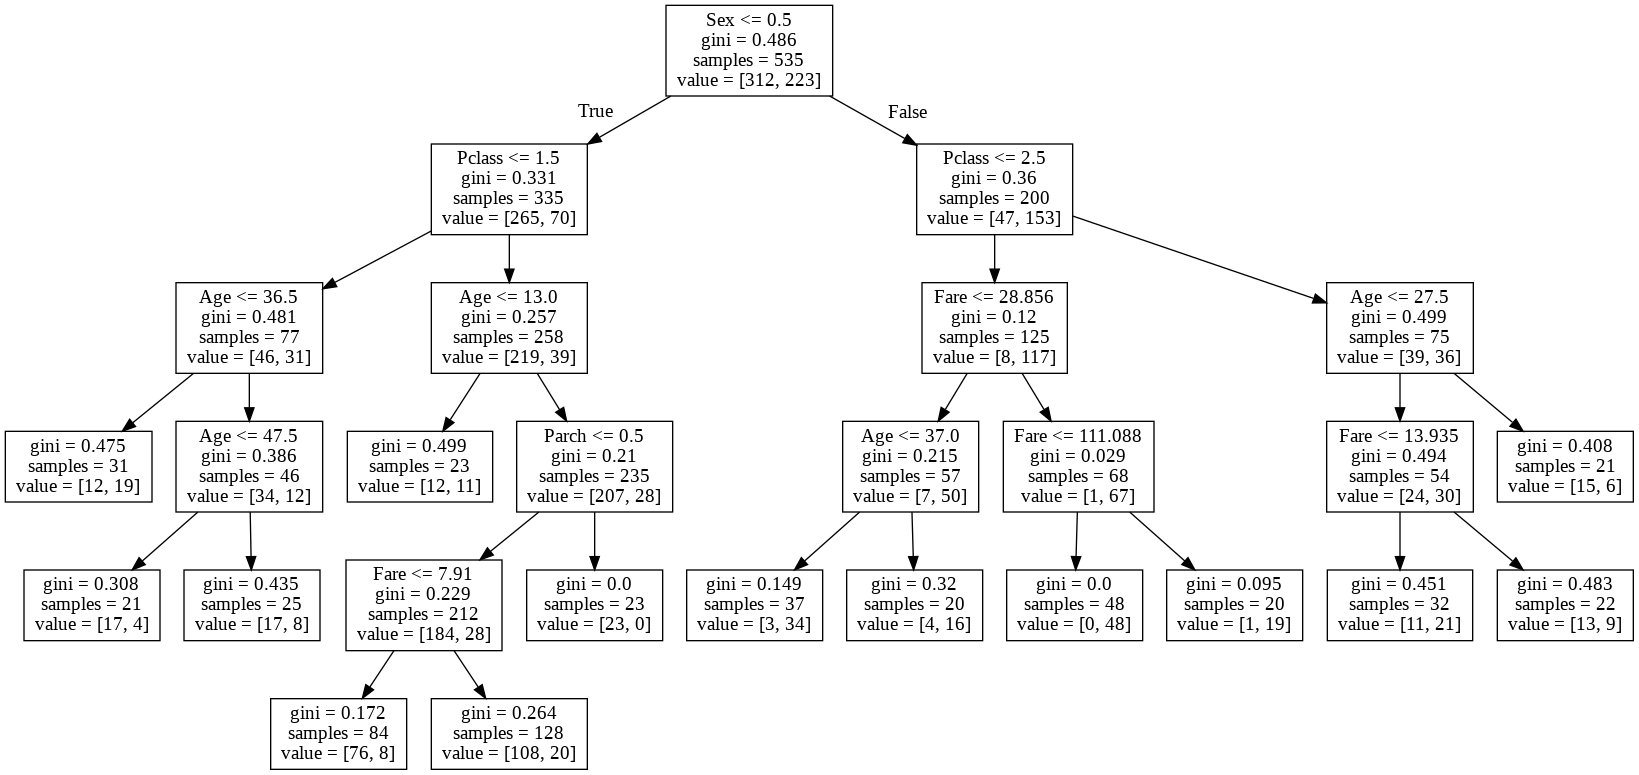 Sex <= 0.5
gini = 0.486
samples = 535
value = [312, 223]
True
False
Pclass <= 1.5
gini = 0.331
samples = 335
value = [265, 70]
Pclass <= 2.5
gini = 0.36
samples = 200
value = [47, 153]
Age <= 36.5
gini = 0.481
samples = 77
value = [46, 31]
Age <= 13.0
gini = 0.257
samples = 258
value = [219, 39]
Fare <= 28.856
gini = 0.12
samples = 125
value = [8, 117]
Age <= 27.5
gini = 0.499
samples = 75
value = [39, 36]
gini = 0.475
samples = 31
value = [12, 19]
Age <= 47.5
gini = 0.386
samples = 46
value = [34, 12]
gini = 0.499
samples = 23
value = [12, 11]
Parch <= 0.5
gini = 0.21
samples = 235
value = [207, 28]
Age <= 37.0
gini = 0.215
samples = 57
value = [7, 50]
Fare <= 111.088
gini = 0.029
samples = 68
value = [1, 67]
Fare <= 13.935
gini = 0.494
samples = 54
value = [24, 30]
gini = 0.408
samples = 21
value = [15, 6]
gini = 0.308
samples = 21
value = [17, 4]
gini = 0.435
samples = 25
value = [17, 8]
Fare <= 7.91
gini = 0.229
samples = 212
value = [184, 28]
gini = 0.0
samples = 23
value = [23, 0]
gini = 0.149
samples = 37
value = [3, 34]
gini = 0.32
samples = 20
value = [4, 16]
gini = 0.0
samples = 48
value = [0, 48]
gini = 0.095
samples = 20
value = [1, 19]
gini = 0.451
samples = 32
value = [11, 21]
gini = 0.483
samples = 22
value = [13, 9]
gini = 0.172
samples = 84
value = [76, 8]
gini = 0.264
samples = 128
value = [108, 20]